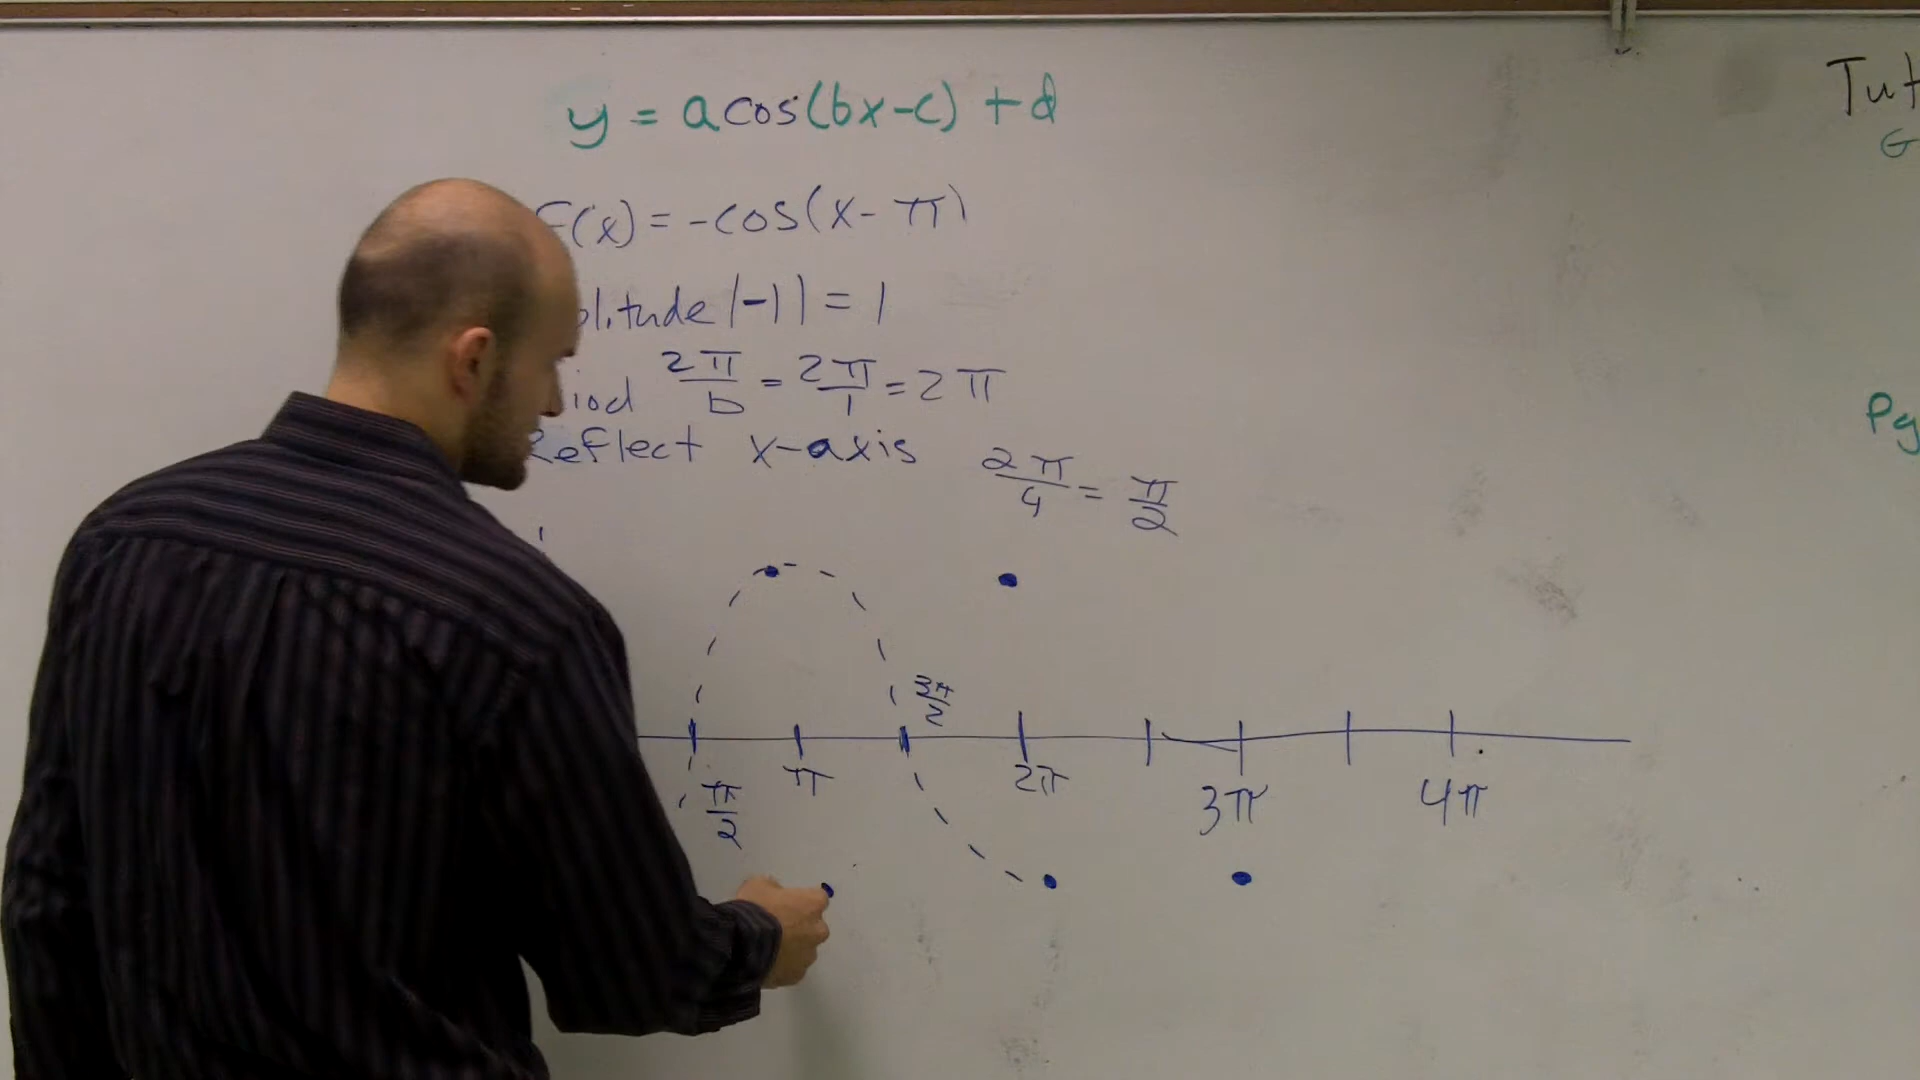 y = a cos(bx-c) + d
f(x) = -cos(x - π)
plitude |-1| = 1
iod 2π/b = 2π/1 = 2π
Reflect x-axis
2π/4 = π/2
3π/2
π/2
π
2π
3π
4π
Tut
G
Pg